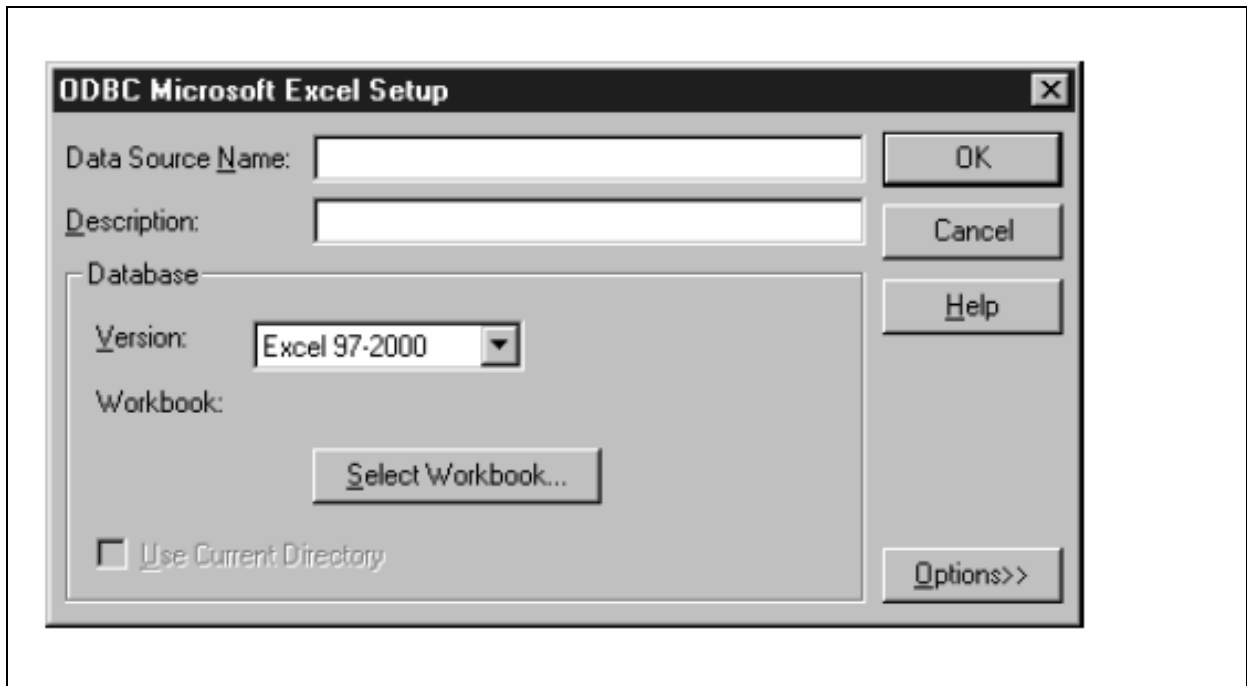 ODBC Microsoft Excel Setup
Data Source Name:
OK
Description:
Cancel
Database
Help
Version:
Excel 97-2000
Workbook:
Select Workbook...
Use Current Directory
Options>>